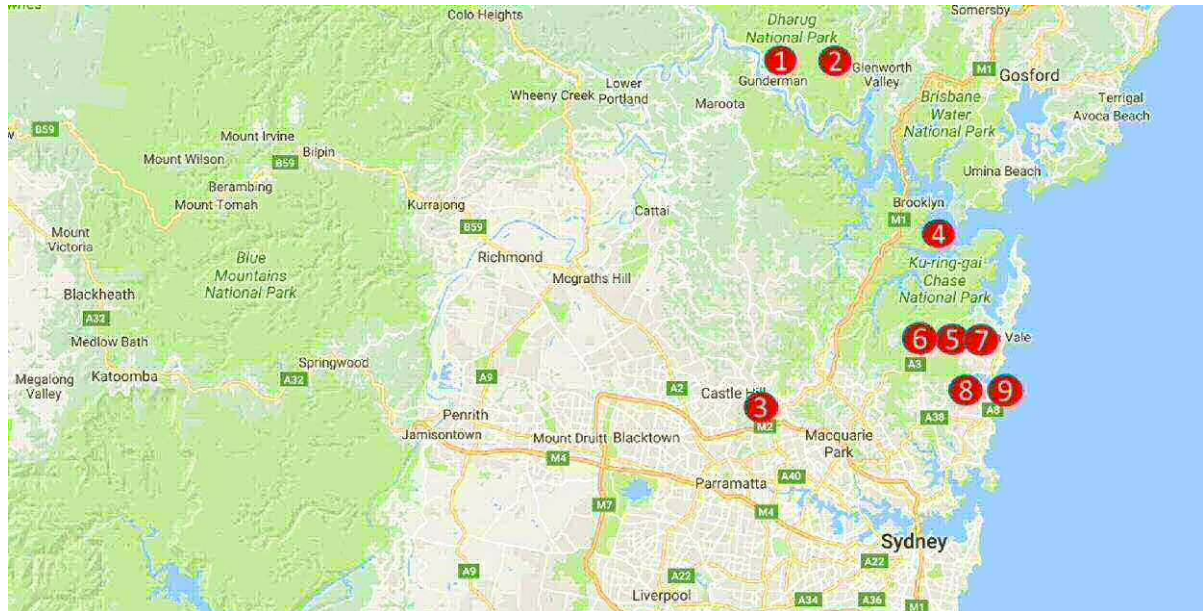 Colo Heights
Somersby
Dharug
National Park
M1
Gosford
1
2
Gunderman
Glenworth
Valley
Lower
Portland
Wheeny Creek
Maroota
Brisbane
Water
National Park
Terrigal
Avoca Beach
B59
Mount Irvine
Bilpin
Mount Wilson
B59
Berambing
Mount Tomah
Umina Beach
Kurrajong
Cattai
Brooklyn
M1
B59
4
Mount
Victoria
Richmond
Blue
Mountains
National Park
Mcgraths Hill
Ku-ring-gai
Chase
National Park
Blackheath
A32
Medlow Bath
6
5
7
Vale
Springwood
A3
Megalong
Valley
Katoomba
A32
A9
A2
Castle Hill
8
9
3
A8
Penrith
A38
M2
Jamisontown
Mount Druitt
Blacktown
Macquarie
Park
M4
A40
Parramatta
M7
M4
Sydney
A22
A9
A22
Liverpool
A34
A36
M1